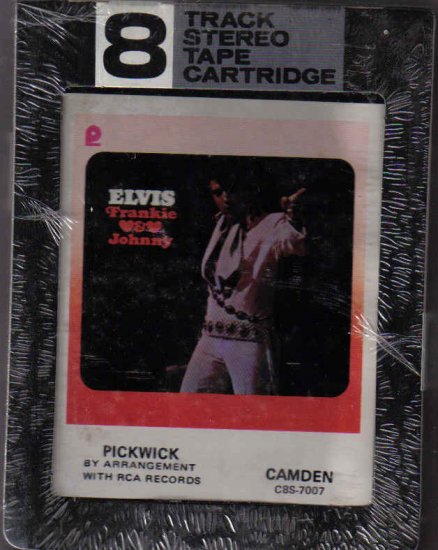 8
TRACK
STEREO
TAPE
CARTRIDGE
P
ELVIS
Frankie
&
Johnny
PICKWICK
BY ARRANGEMENT
WITH RCA RECORDS
CAMDEN
C8S-7007